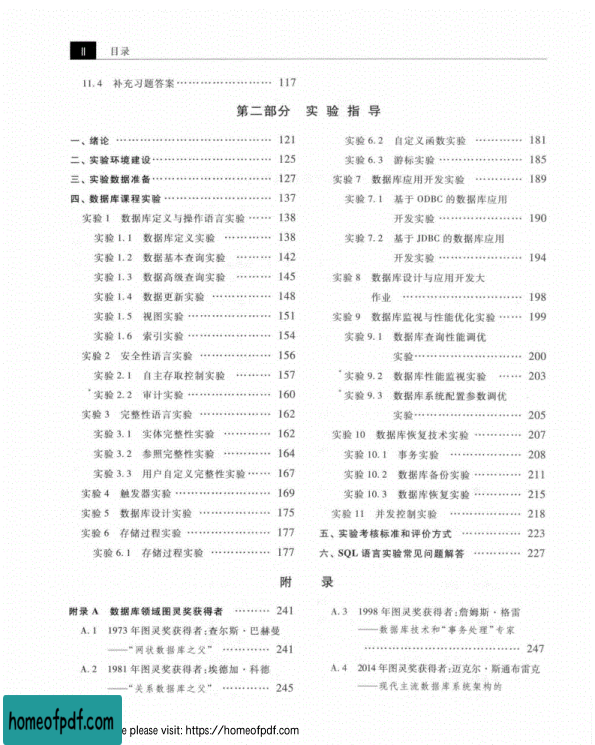 Ⅱ 目录
11.4 补充习题答案…………………… 117
第二部分 实验指导
一、绪论 ………………………………… 121
二、实验环境建设………………………… 125
三、实验数据准备………………………… 127
四、数据库课程实验……………………… 137
实验1 数据库定义与操作语言实验…… 138
实验1.1 数据库定义实验 ………… 138
实验1.2 数据基本查询实验 ……… 142
实验1.3 数据高级查询实验 ……… 145
实验1.4 数据更新实验 …………… 148
实验1.5 视图实验………………… 151
实验1.6 索引实验………………… 154
实验2 安全性语言实验 …………… 156
实验2.1 自主存取控制实验 ……… 157
*实验2.2 审计实验………………… 160
实验3 完整性语言实验 …………… 162
实验3.1 实体完整性实验 ………… 162
实验3.2 参照完整性实验 ………… 164
实验3.3 用户自定义完整性实验…… 167
实验4 触发器实验………………… 169
实验5 数据库设计实验 …………… 175
实验6 存储过程实验 ……………… 177
实验6.1 存储过程实验 …………… 177
实验6.2 自定义函数实验 ………… 181
实验6.3 游标实验………………… 185
实验7 数据库应用开发实验 ……… 189
实验7.1 基于ODBC的数据库应用
开发实验………………… 190
实验7.2 基于JDBC的数据库应用
开发实验………………… 194
实验8 数据库设计与应用开发大
作业 ………………………… 198
实验9 数据库监视与性能优化实验…… 199
实验9.1 数据库查询性能调优
实验……………………… 200
*实验9.2 数据库性能监视实验 …… 203
*实验9.3 数据库系统配置参数调优
实验……………………… 205
实验10 数据库恢复技术实验 ……… 207
实验10.1 事务实验 ……………… 208
实验10.2 数据库备份实验 ……… 211
实验10.3 数据库恢复实验 ……… 215
实验11 并发控制实验 …………… 218
五、实验考核标准和评价方式 ………… 223
六、SQL语言实验常见问题解答 ……… 227
附录
附录A 数据库领域图灵奖获得者 ……… 241
A.1 1973年图灵奖获得者:查尔斯·巴赫曼
——“网状数据库之父” ………… 241
A.2 1981年图灵奖获得者:埃德加·科德
——“关系数据库之父” ………… 245
A.3 1998年图灵奖获得者:詹姆斯·格雷
——数据库技术和“事务处理”专家
………………………………… 247
A.4 2014年图灵奖获得者:迈克尔·斯通布雷克
——现代主流数据库系统架构的
homeofpdf.com
e please visit: https://homeofpdf.com